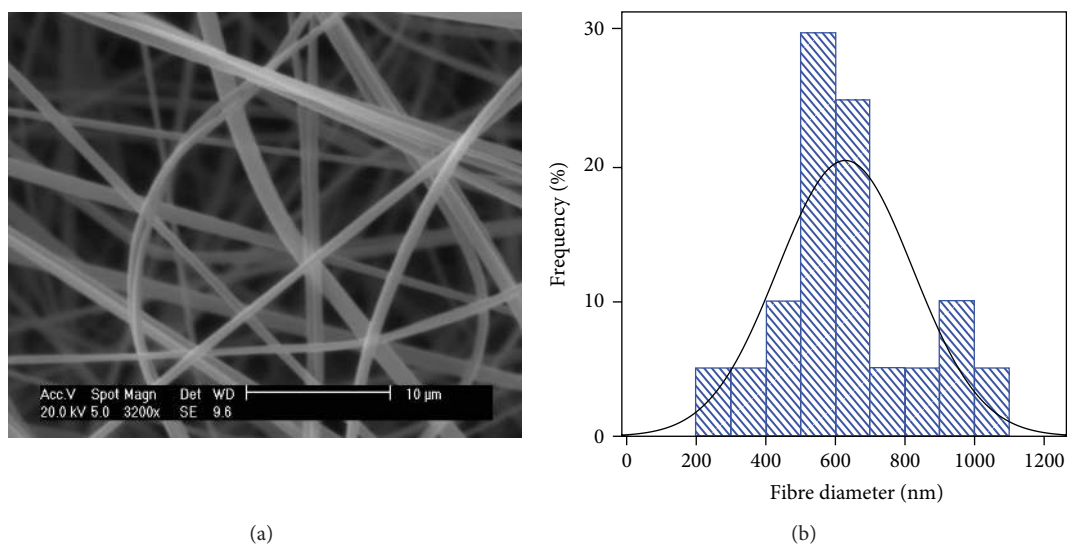 Acc.V Spot Magn Det WD 10 μm
20.0 kV 5.0 3200x SE 9.6
(a)
30
20
10
0
Frequency (%)
0 200 400 600 800 1000 1200
Fibre diameter (nm)
(b)